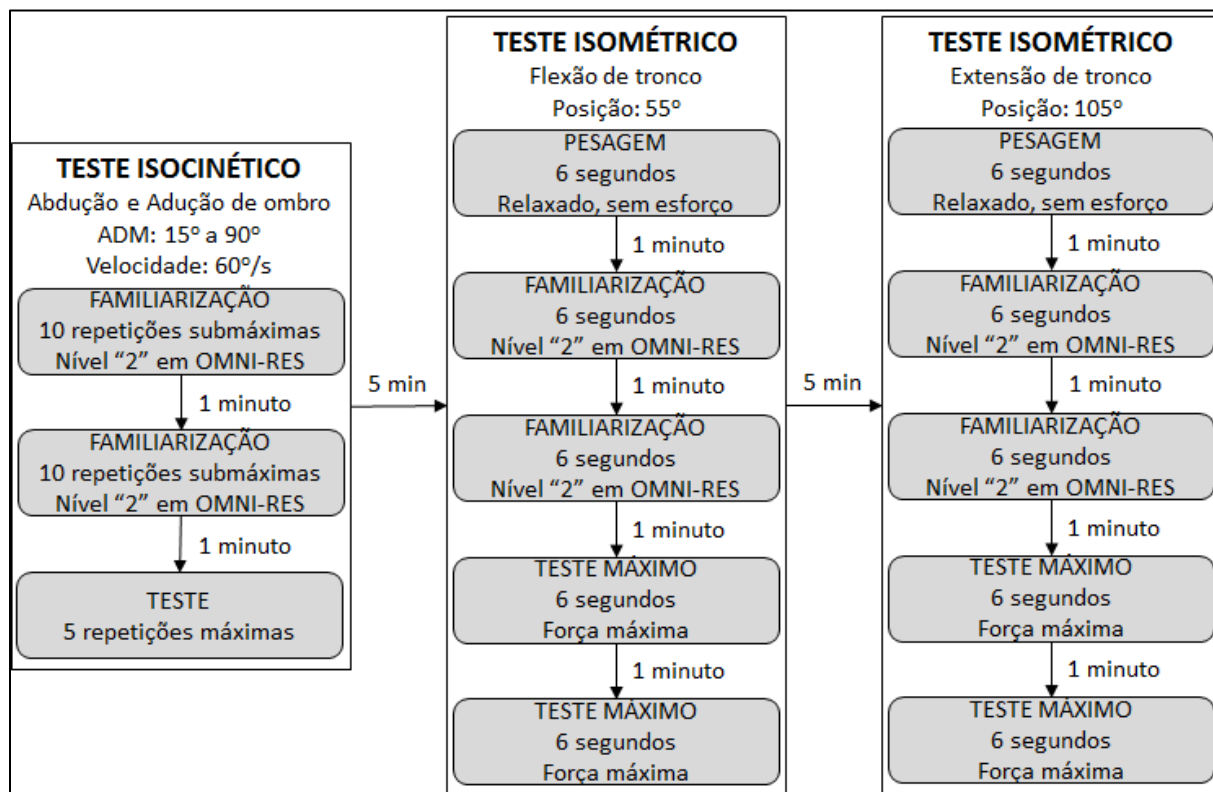 TESTE ISOCINÉTICO
Abdução e Adução de ombro
ADM: 15º a 90º
Velocidade: 60º/s
FAMILIARIZAÇÃO
10 repetições submáximas
Nível “2” em OMNI-RES
1 minuto
FAMILIARIZAÇÃO
10 repetições submáximas
Nível “2” em OMNI-RES
1 minuto
TESTE
5 repetições máximas
5 min
TESTE ISOMÉTRICO
Flexão de tronco
Posição: 55º
PESAGEM
6 segundos
Relaxado, sem esforço
1 minuto
FAMILIARIZAÇÃO
6 segundos
Nível “2” em OMNI-RES
1 minuto
FAMILIARIZAÇÃO
6 segundos
Nível “2” em OMNI-RES
1 minuto
TESTE MÁXIMO
6 segundos
Força máxima
1 minuto
TESTE MÁXIMO
6 segundos
Força máxima
5 min
TESTE ISOMÉTRICO
Extensão de tronco
Posição: 105º
PESAGEM
6 segundos
Relaxado, sem esforço
1 minuto
FAMILIARIZAÇÃO
6 segundos
Nível “2” em OMNI-RES
1 minuto
FAMILIARIZAÇÃO
6 segundos
Nível “2” em OMNI-RES
1 minuto
TESTE MÁXIMO
6 segundos
Força máxima
1 minuto
TESTE MÁXIMO
6 segundos
Força máxima